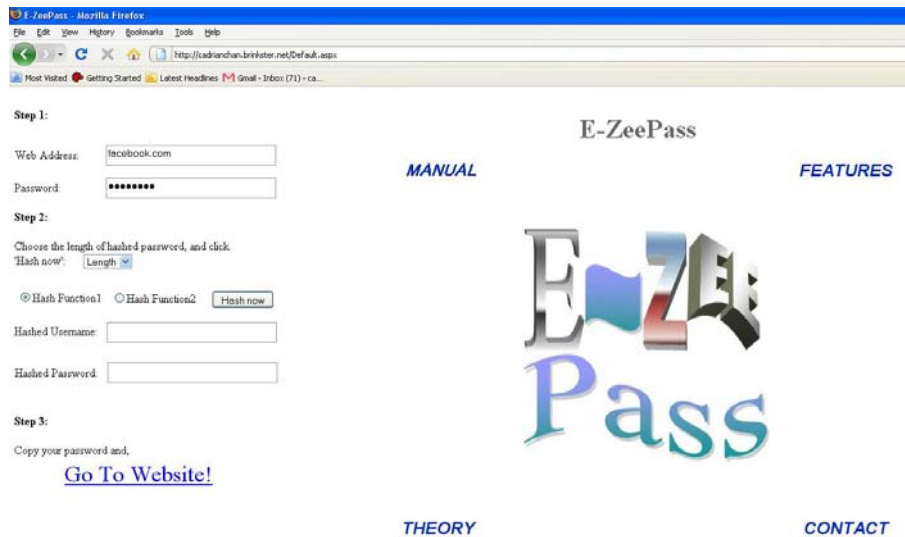 E-ZeePass - Mozilla Firefox
File Edit View History Bookmarks Tools Help
http://cadrianchan.brinkster.net/Default.aspx
Most Visited Getting Started Latest Headlines Gmail - Inbox (71) - ca...
Step 1:
Web Address: facebook.com
Password: ••••••••
Step 2:
Choose the length of hashed password, and click
'Hash now': Length
Hash Function1 Hash Function2 Hash now
Hashed Username:
Hashed Password:
Step 3:
Copy your password and,
Go To Website!
E-ZeePass
MANUAL FEATURES
E~ZEE
Pass
THEORY CONTACT